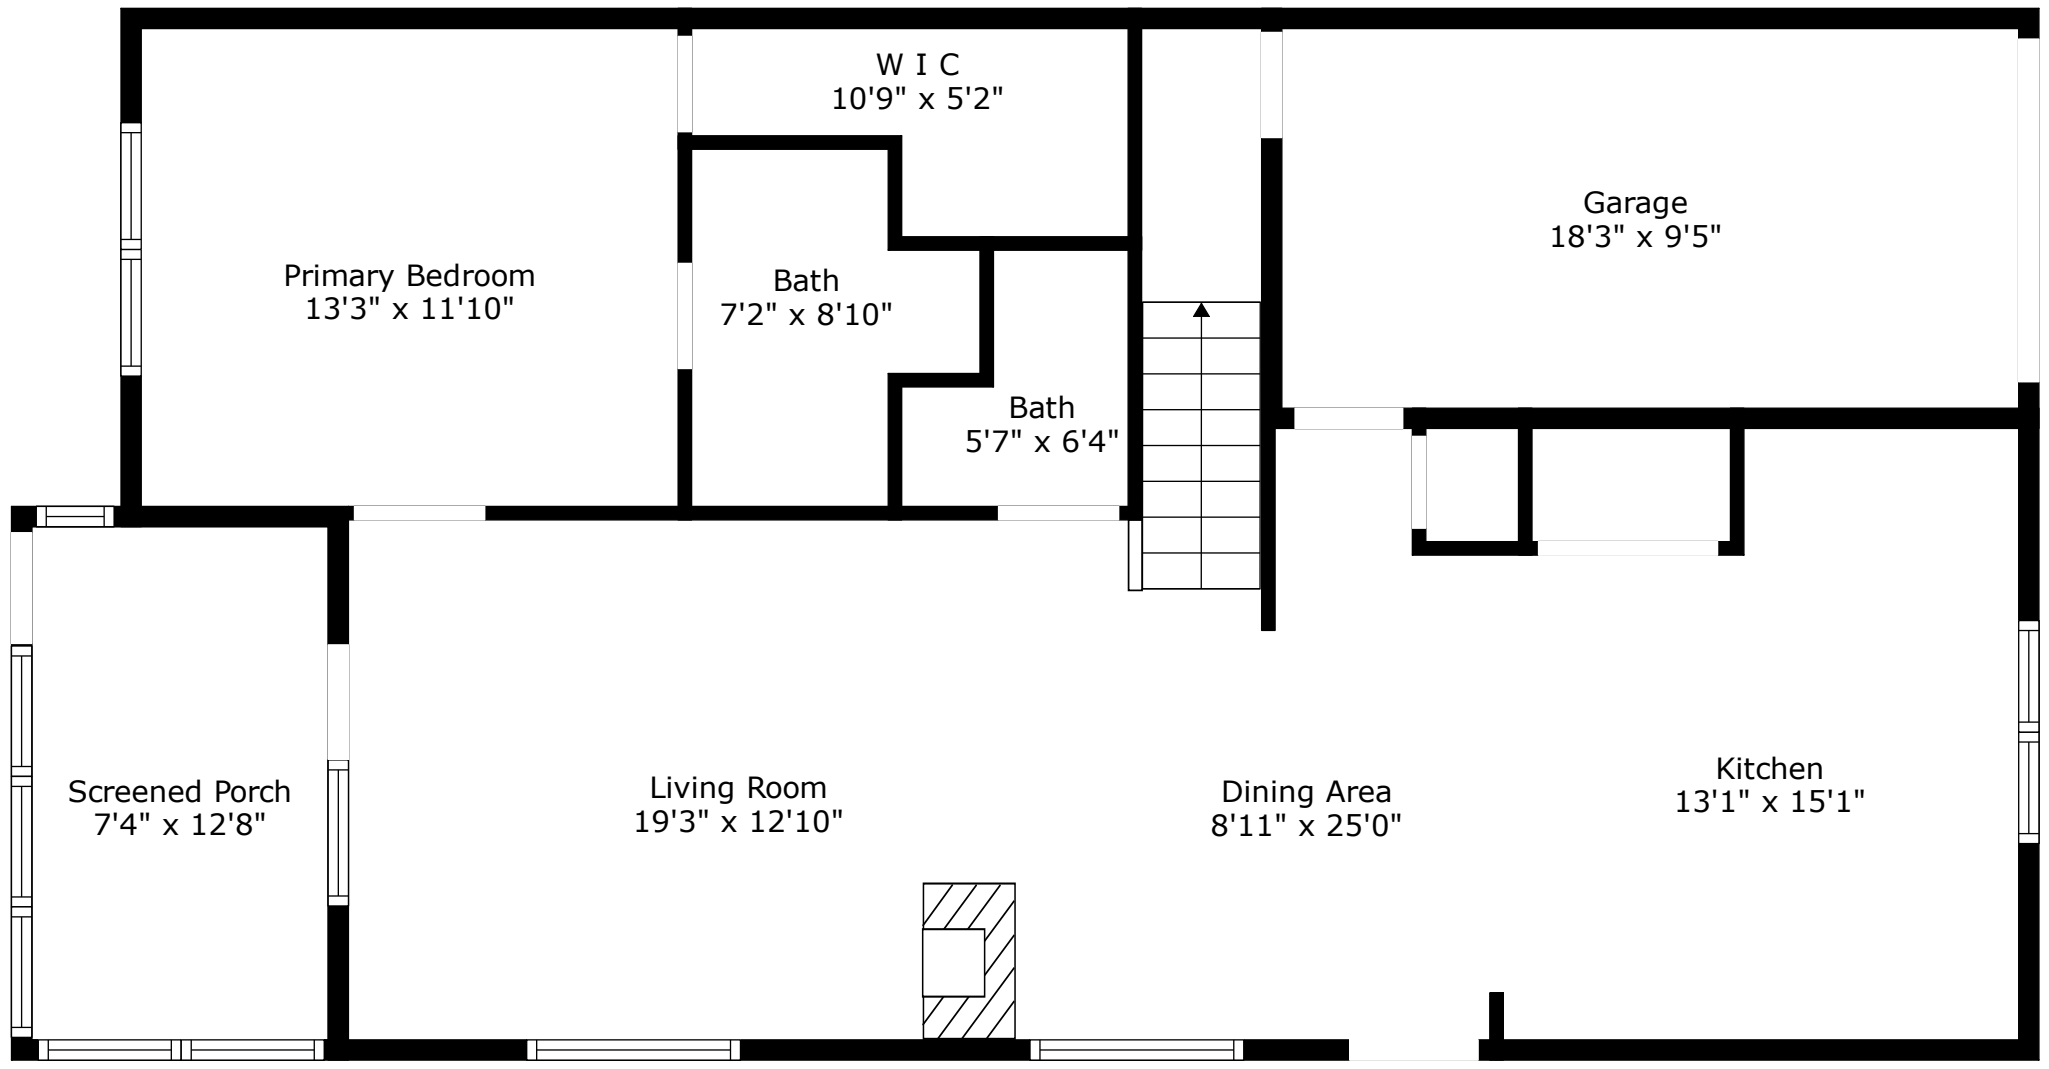 W I C
10'9" x 5'2"
Garage
18'3" x 9'5"
Primary Bedroom
13'3" x 11'10"
Bath
7'2" x 8'10"
Bath
5'7" x 6'4"
Screened Porch
7'4" x 12'8"
Living Room
19'3" x 12'10"
Dining Area
8'11" x 25'0"
Kitchen
13'1" x 15'1"